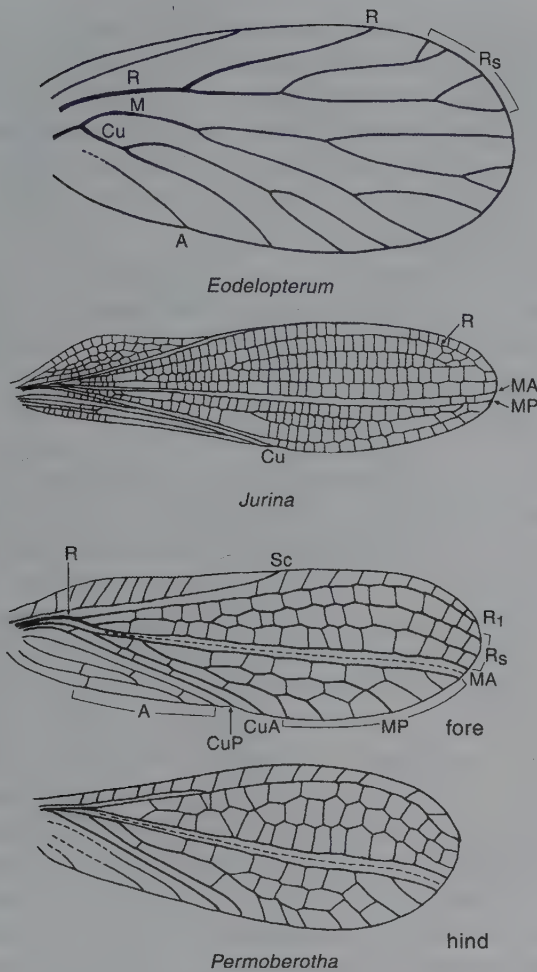 R
R
Rs
R
M
Cu
A
Eodelopterum
R
MA
MP
Cu
Jurina
R
Sc
R1
Rs
MA
A
CuP
CuA
MP
fore
hind
Permoberotha